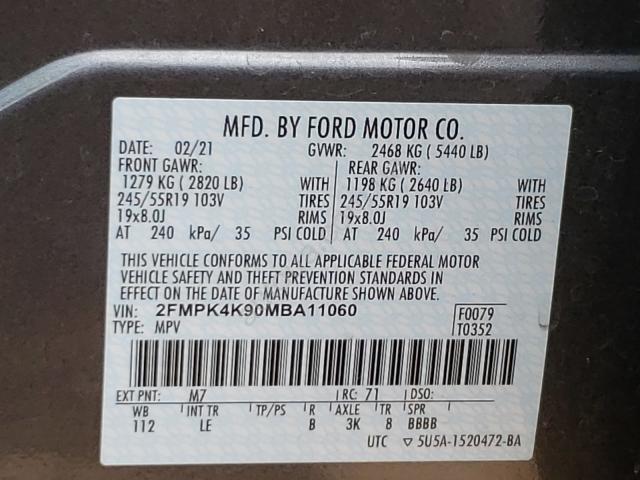 MFD. BY FORD MOTOR CO.
DATE: 02/21 GVWR: 2468 KG ( 5440 LB)
FRONT GAWR: REAR GAWR:
1279 KG ( 2820 LB) WITH 1198 KG ( 2640 LB) WITH
245/55R19 103V TIRES 245/55R19 103V TIRES
19x8.0J RIMS 19x8.0J RIMS
AT 240 kPa/ 35 PSI COLD AT 240 kPa/ 35 PSI COLD
THIS VEHICLE CONFORMS TO ALL APPLICABLE FEDERAL MOTOR
VEHICLE SAFETY AND THEFT PREVENTION STANDARDS IN
EFFECT ON THE DATE OF MANUFACTURE SHOWN ABOVE.
VIN: 2FMPK4K90MBA11060 F0079
TYPE: MPV T0352
EXT PNT: M7 RC: 71 DSO:
WB INT TR TP/PS R AXLE TR SPR
112 LE B 3K 8 BBBB
UTC 5U5A-1520472-BA